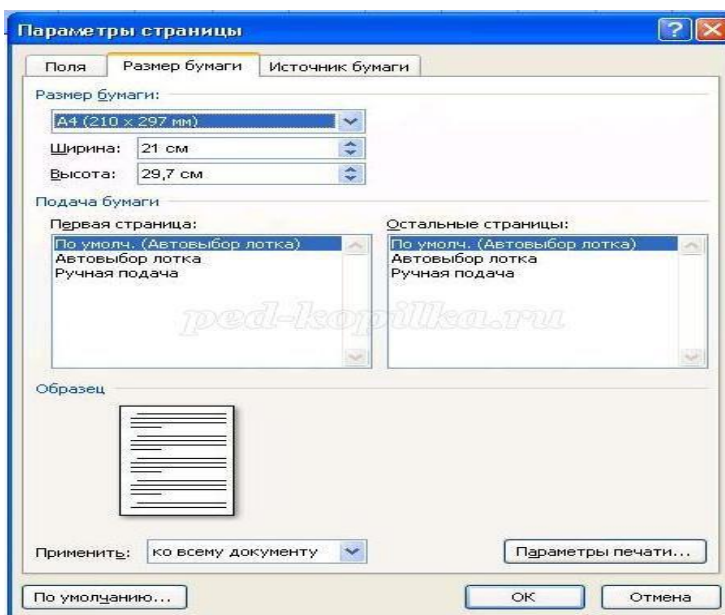 Параметры страницы
Поля Размер бумаги Источник бумаги
Размер бумаги:
A4 (210 x 297 мм)
Ширина: 21 см
Высота: 29,7 см
Подача бумаги
Первая страница: Остальные страницы:
По умолч. (Автовыбор лотка) По умолч. (Автовыбор лотка)
Автовыбор лотка Автовыбор лотка
Ручная подача Ручная подача
ped-kopilka.ru
Образец
Применить: ко всему документу Параметры печати...
По умолчанию... ОК Отмена